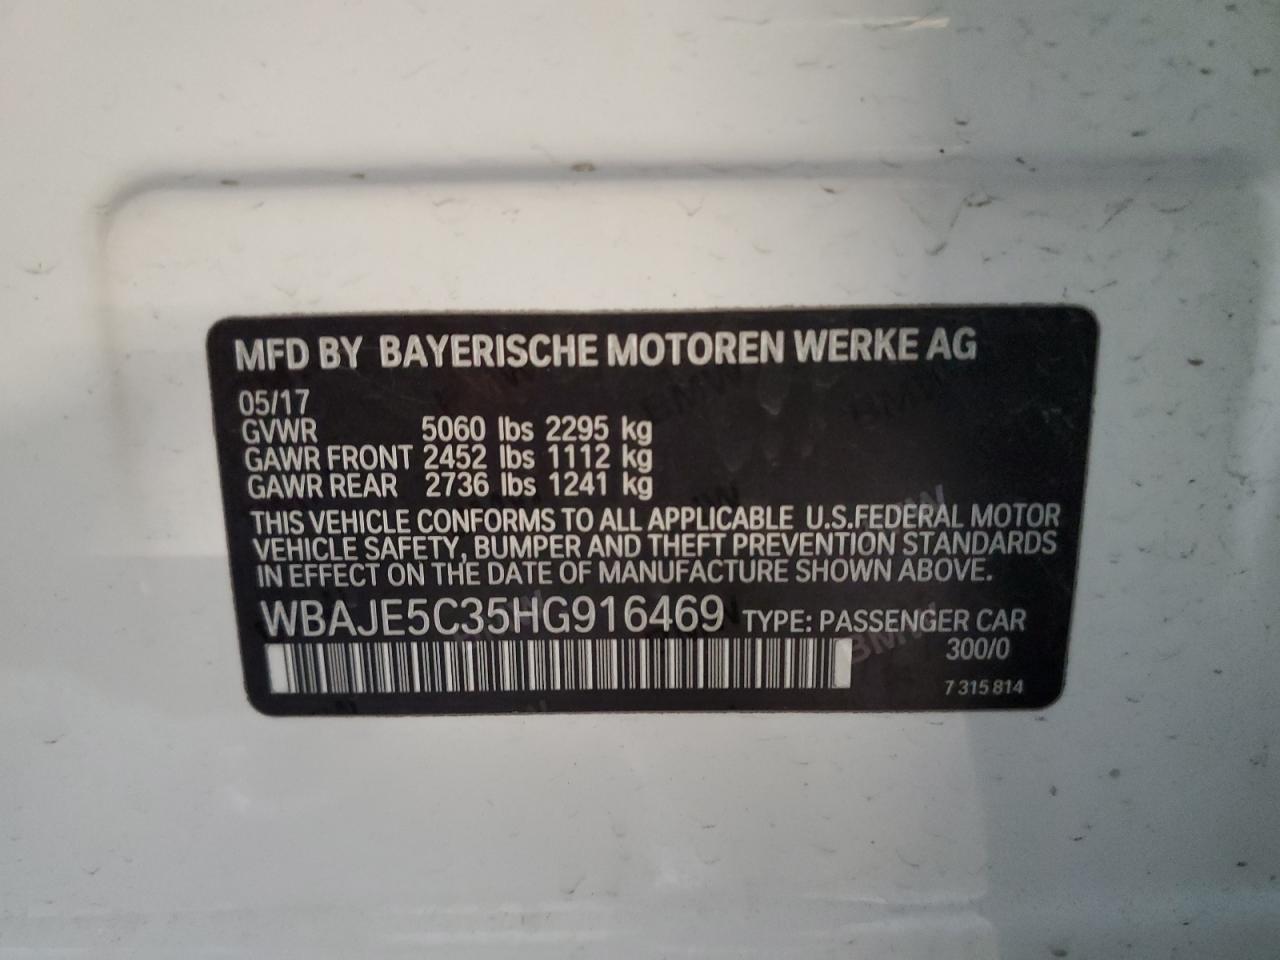 MFD BY BAYERISCHE MOTOREN WERKE AG
05/17
GVWR 5060 lbs 2295 kg
GAWR FRONT 2452 lbs 1112 kg
GAWR REAR 2736 lbs 1241 kg
THIS VEHICLE CONFORMS TO ALL APPLICABLE U.S.FEDERAL MOTOR
VEHICLE SAFETY, BUMPER AND THEFT PREVENTION STANDARDS
IN EFFECT ON THE DATE OF MANUFACTURE SHOWN ABOVE.
WBAJE5C35HG916469 TYPE: PASSENGER CAR
300/0
7 315 814